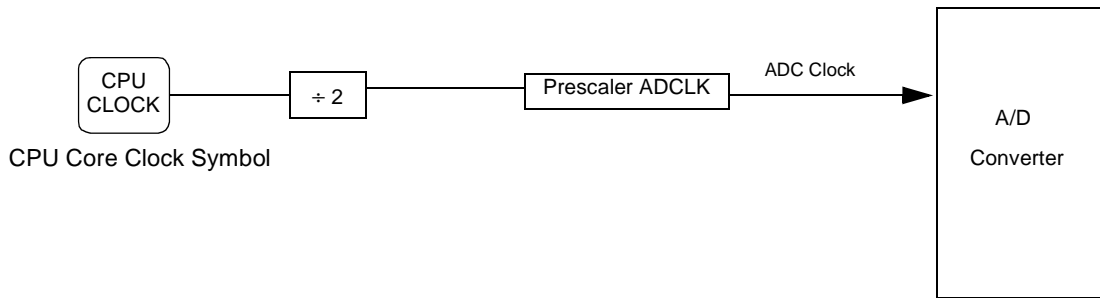 CPU
CLOCK
÷ 2
Prescaler ADCLK
ADC Clock
A/D
Converter
CPU Core Clock Symbol